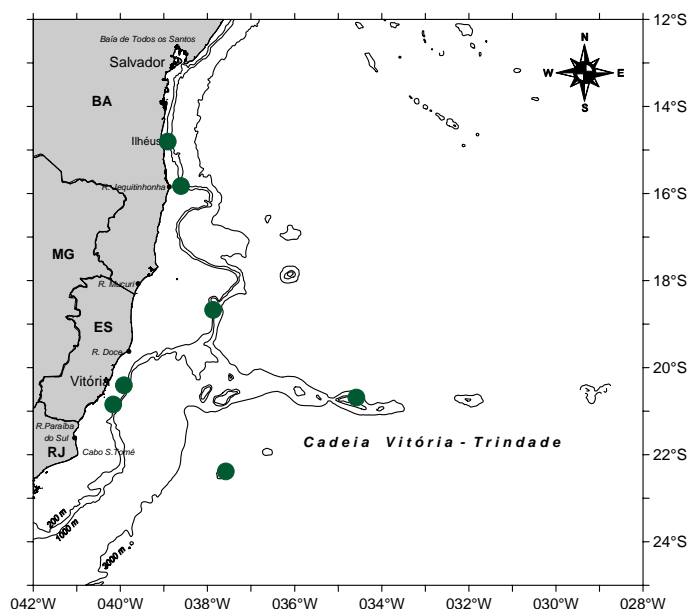 12°S
Baía de Todos os Santos
Salvador
N
W
E
S
BA
14°S
Ilhéus
R. Jequitinhonha
16°S
MG
R. Mucuri
18°S
ES
R. Doce
20°S
Vitória
R.Paraíba
do Sul
RJ
Cabo S.Tomé
Cadeia Vitória - Trindade
22°S
200 m
1000 m
3000 m
24°S
042°W
040°W
038°W
036°W
034°W
032°W
030°W
028°W